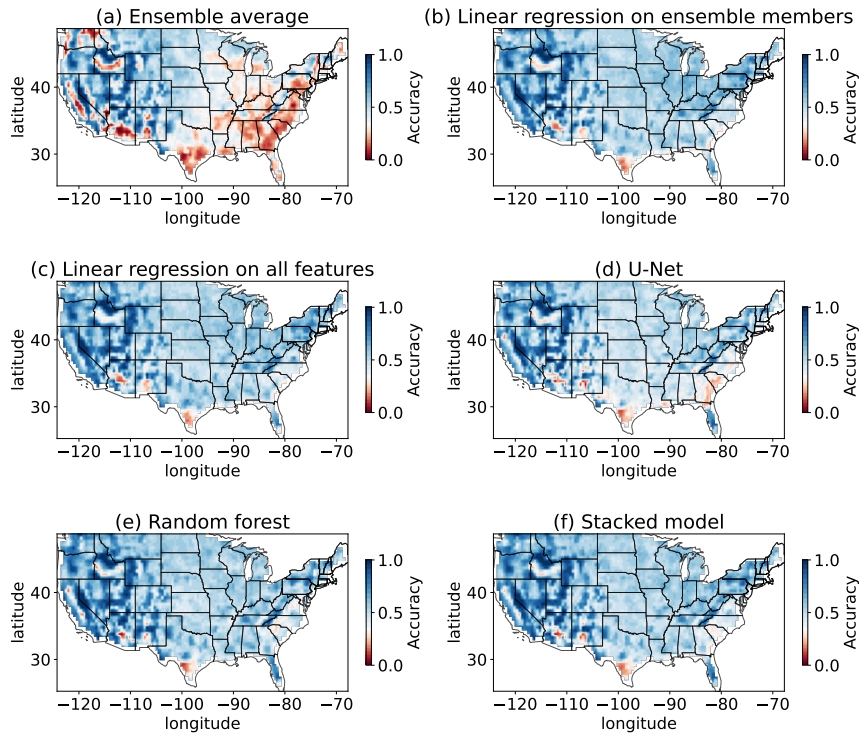 (a) Ensemble average
latitude
40
30
−120 −110 −100 −90 −80 −70
longitude
1.0
0.5
0.0
Accuracy
(b) Linear regression on ensemble members
latitude
40
30
−120 −110 −100 −90 −80 −70
longitude
1.0
0.5
0.0
Accuracy
(c) Linear regression on all features
latitude
40
30
−120 −110 −100 −90 −80 −70
longitude
1.0
0.5
0.0
Accuracy
(d) U-Net
latitude
40
30
−120 −110 −100 −90 −80 −70
longitude
1.0
0.5
0.0
Accuracy
(e) Random forest
latitude
40
30
−120 −110 −100 −90 −80 −70
longitude
1.0
0.5
0.0
Accuracy
(f) Stacked model
latitude
40
30
−120 −110 −100 −90 −80 −70
longitude
1.0
0.5
0.0
Accuracy